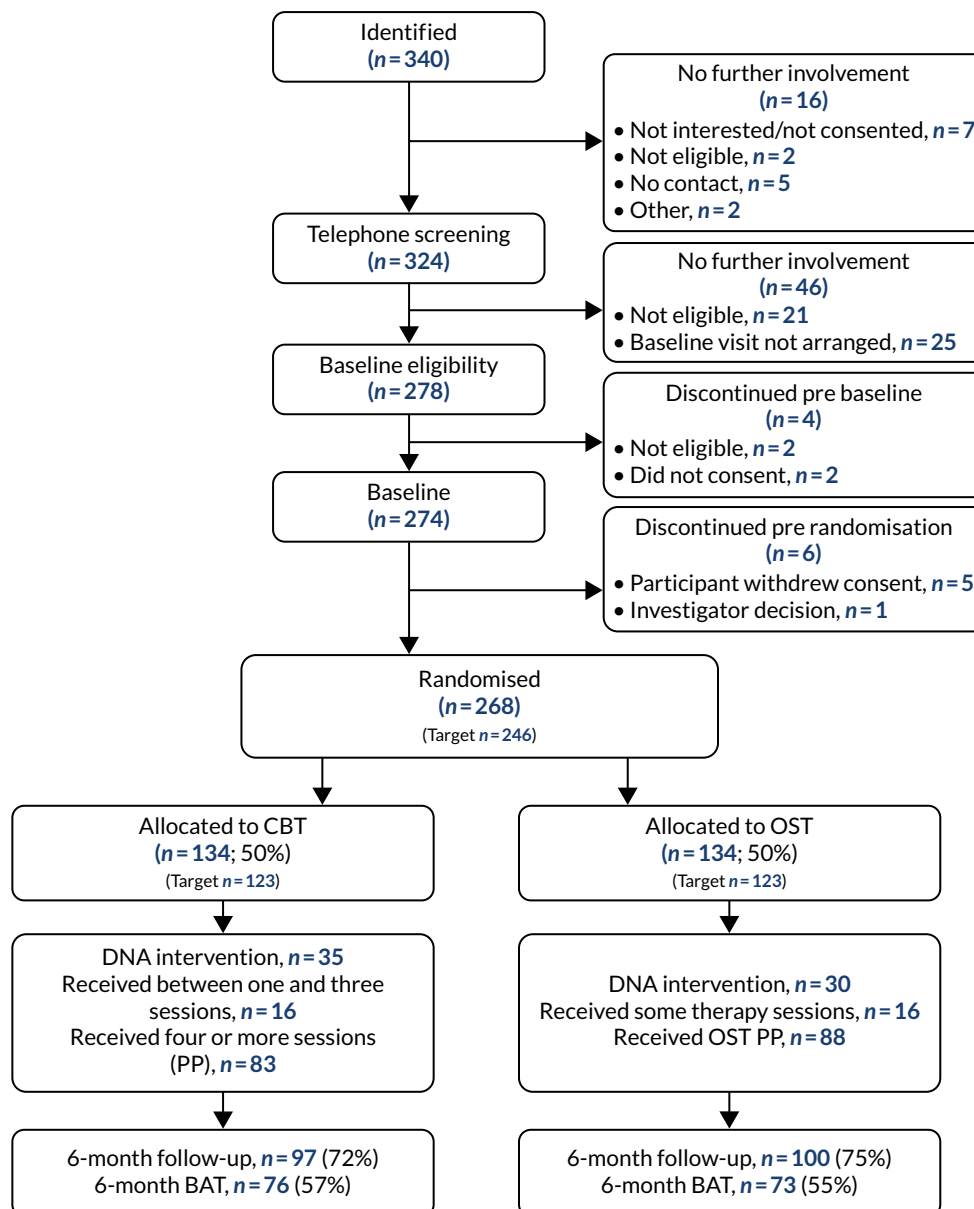 Identified
(n = 340)
No further involvement
(n = 16)
• Not interested/not consented, n = 7
• Not eligible, n = 2
• No contact, n = 5
• Other, n = 2
Telephone screening
(n = 324)
No further involvement
(n = 46)
• Not eligible, n = 21
• Baseline visit not arranged, n = 25
Baseline eligibility
(n = 278)
Discontinued pre baseline
(n = 4)
• Not eligible, n = 2
• Did not consent, n = 2
Baseline
(n = 274)
Discontinued pre randomisation
(n = 6)
• Participant withdrew consent, n = 5
• Investigator decision, n = 1
Randomised
(n = 268)
(Target n = 246)
Allocated to CBT
(n = 134; 50%)
(Target n = 123)
Allocated to OST
(n = 134; 50%)
(Target n = 123)
DNA intervention, n = 35
Received between one and three
sessions, n = 16
Received four or more sessions
(PP), n = 83
DNA intervention, n = 30
Received some therapy sessions, n = 16
Received OST PP, n = 88
6-month follow-up, n = 97 (72%)
6-month BAT, n = 76 (57%)
6-month follow-up, n = 100 (75%)
6-month BAT, n = 73 (55%)